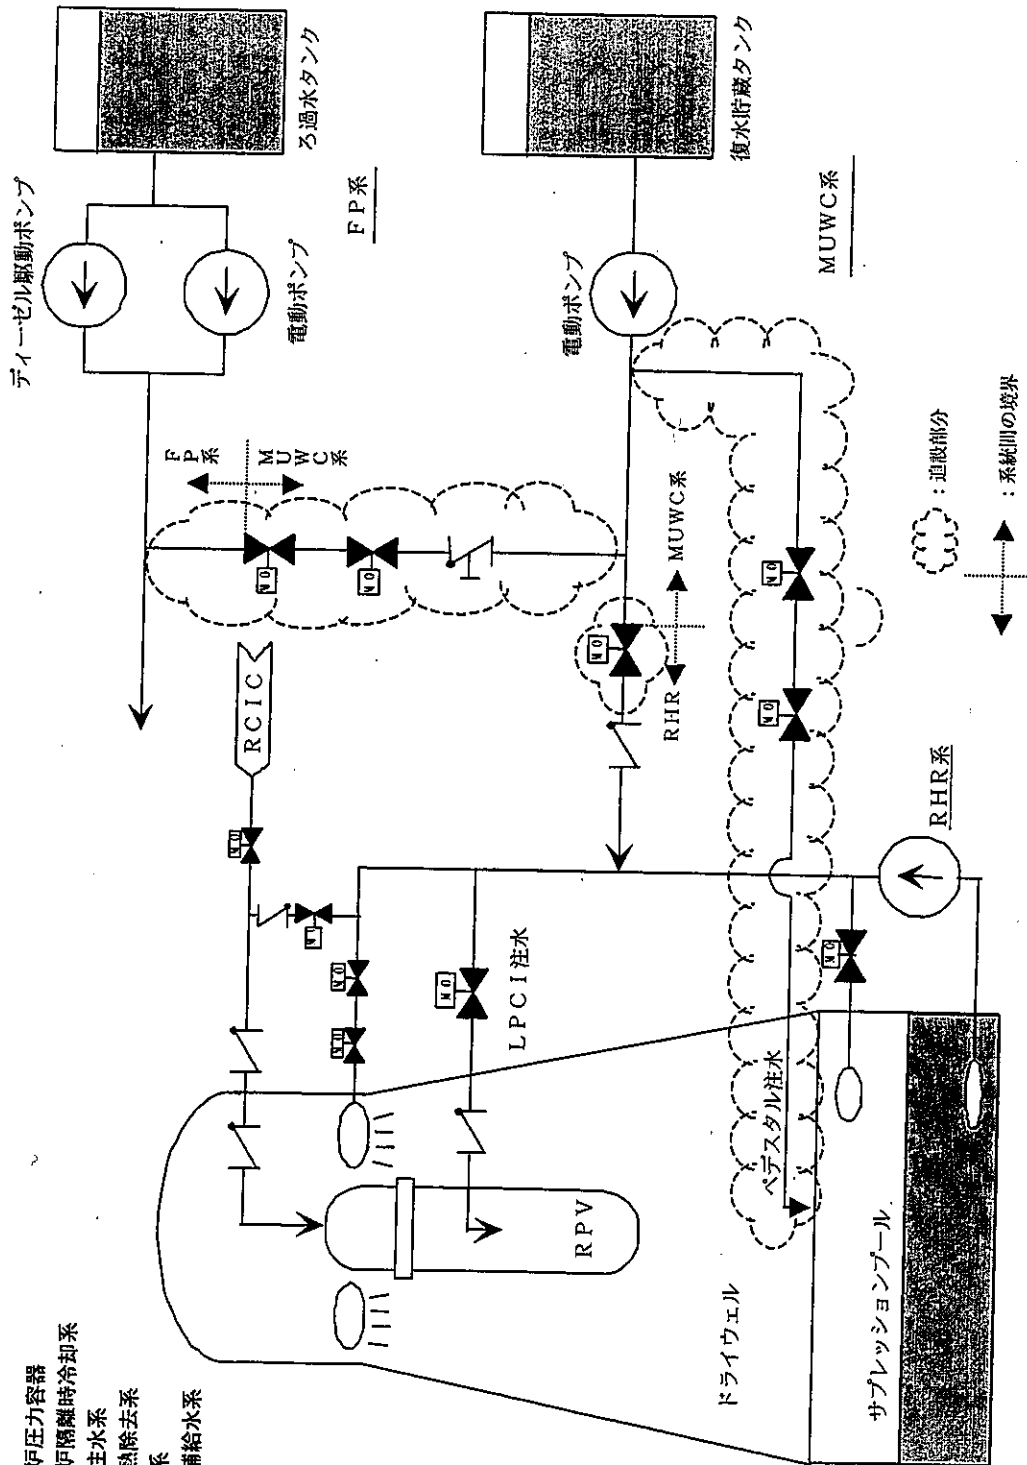 炉圧力容器
炉隔離時冷却系
注水系
熱除去系
系
補給水系
ディーゼル駆動ポンプ
電動ポンプ
ろ過水タンク
FP系
FP系
MUWC系
電動ポンプ
復水貯蔵タンク
MUWC系
RCIC
MO
MO
MO
MO
MO
MO
MO
MO
MO
MO
RHR
MUWC系
LPCI注水
RPV
ドライウェル
ペデスタル注水
サプレッションプール
RHR系
:追設部分
:系統間の境界